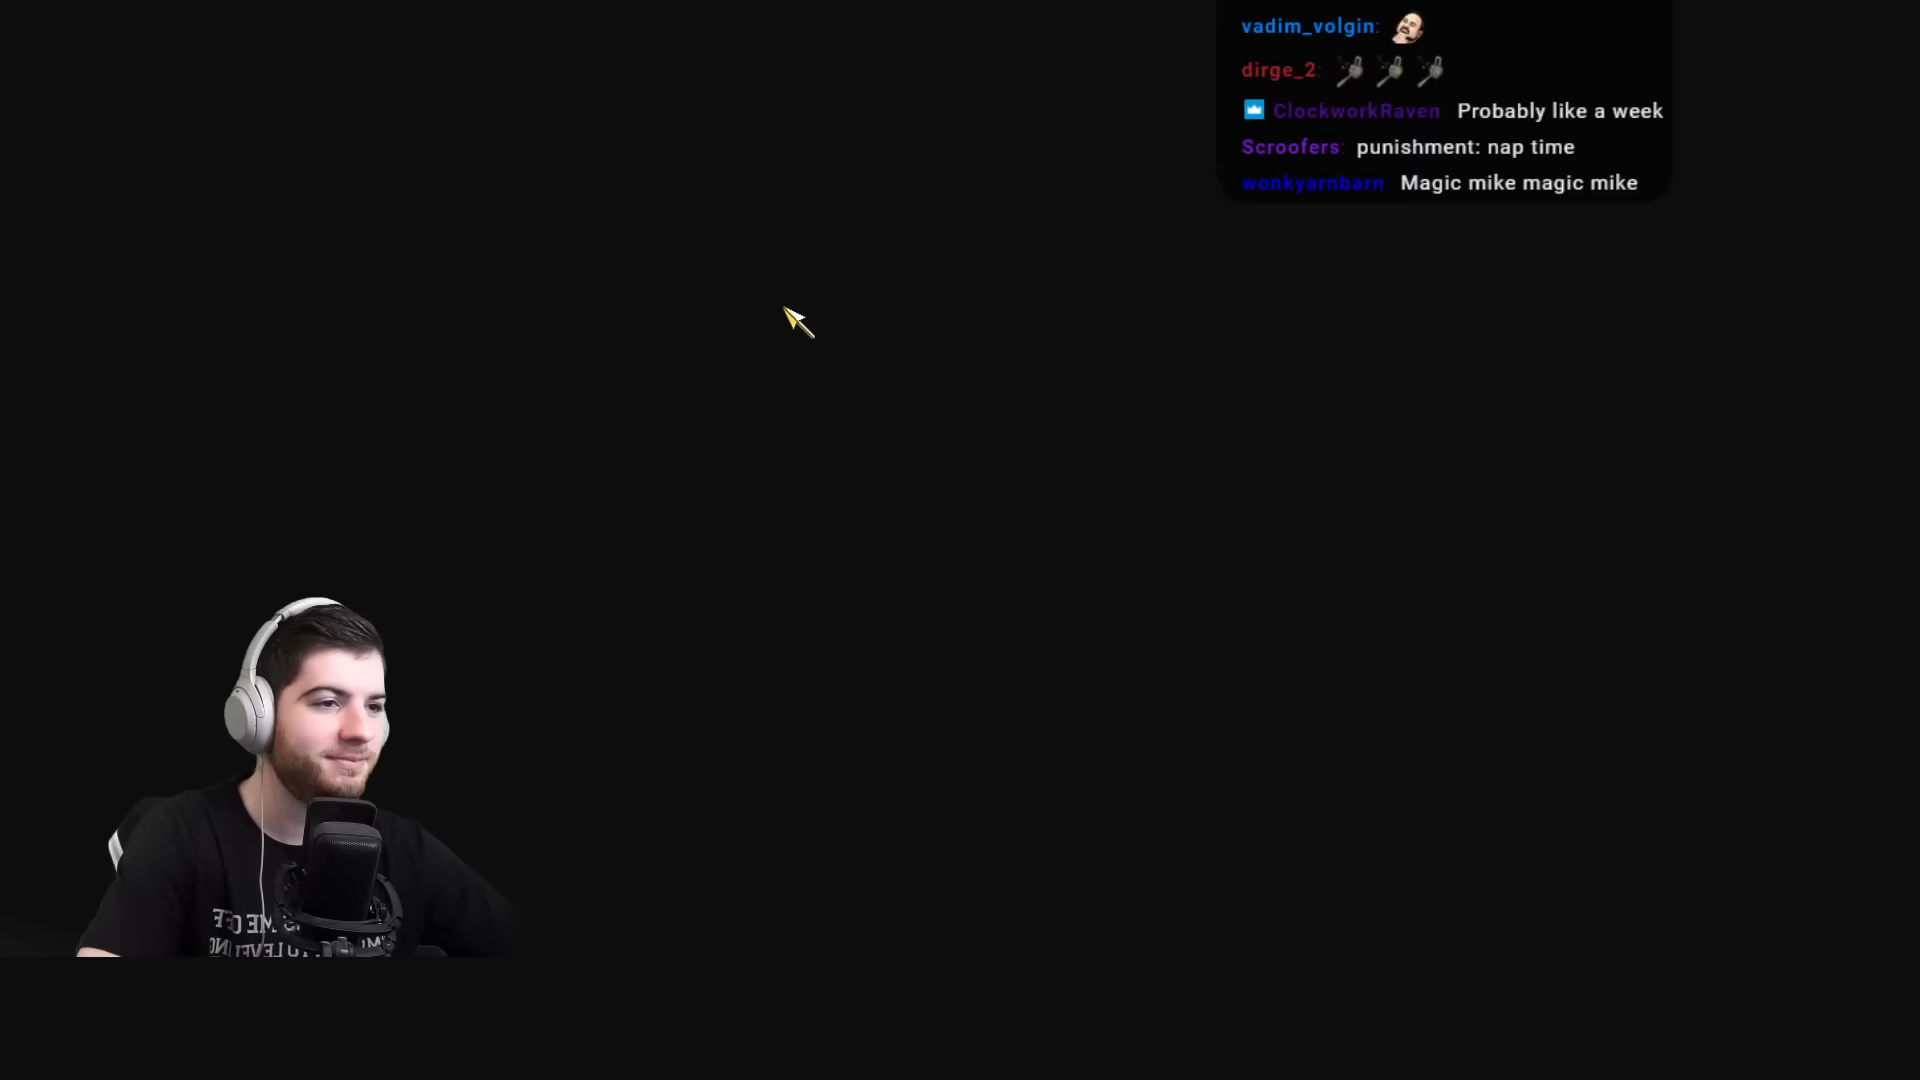 vadim_volgin:
dirge_2:
ClockworkRaven Probably like a week
Scroofers: punishment: nap time
wonkyarnbarn Magic mike magic mike